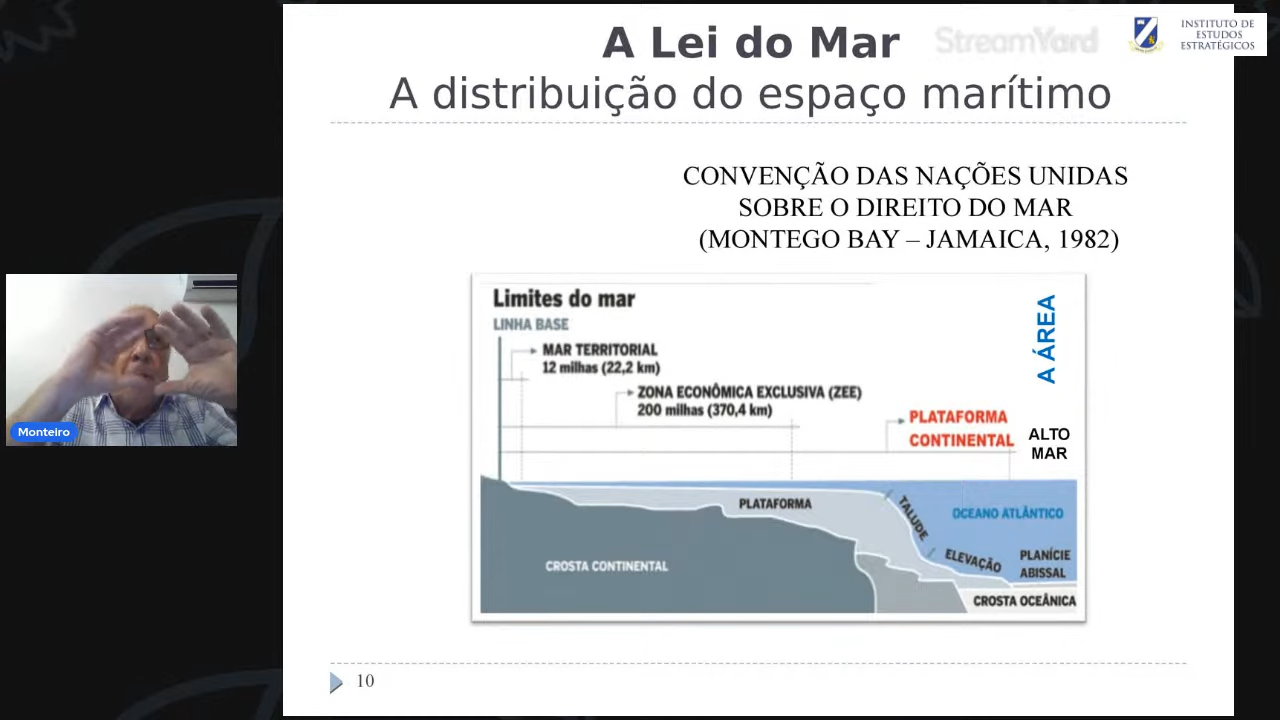 A Lei do Mar
StreamYard
INSTITUTO DE
ESTUDOS
ESTRATÉGICOS
A distribuição do espaço marítimo
CONVENÇÃO DAS NAÇÕES UNIDAS
SOBRE O DIREITO DO MAR
(MONTEGO BAY – JAMAICA, 1982)
Limites do mar
LINHA BASE
MAR TERRITORIAL
12 milhas (22,2 km)
ZONA ECONÔMICA EXCLUSIVA (ZEE)
200 milhas (370,4 km)
A ÁREA
PLATAFORMA
CONTINENTAL
ALTO
MAR
PLATAFORMA
TALUDE
OCEANO ATLÂNTICO
ELEVAÇÃO
PLANÍCIE
ABISSAL
CROSTA CONTINENTAL
CROSTA OCEÂNICA
Monteiro
10